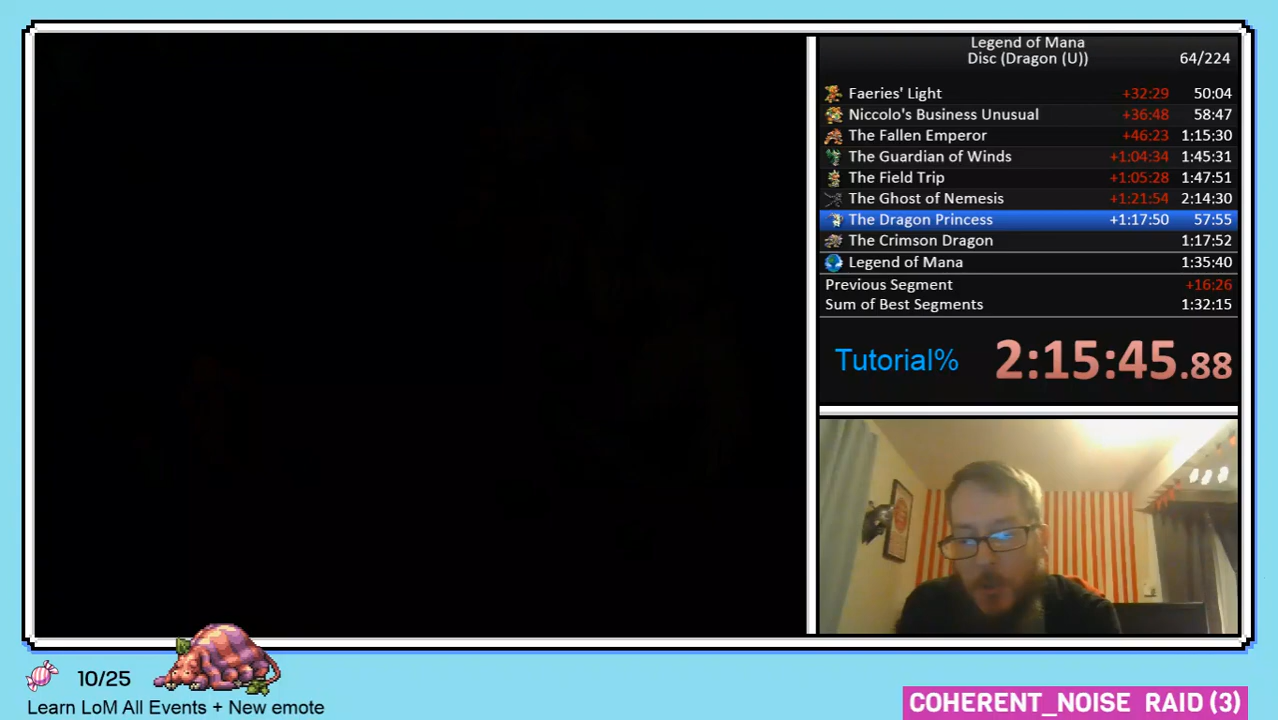 Legend of Mana
Disc (Dragon (U)) 64/224
Faeries' Light +32:29 50:04
Niccolo's Business Unusual +36:48 58:47
The Fallen Emperor +46:23 1:15:30
The Guardian of Winds +1:04:34 1:45:31
The Field Trip +1:05:28 1:47:51
The Ghost of Nemesis +1:21:54 2:14:30
The Dragon Princess +1:17:50 57:55
The Crimson Dragon 1:17:52
Legend of Mana 1:35:40
Previous Segment +16:26
Sum of Best Segments 1:32:15
Tutorial% 2:15:45.88
10/25
Learn LoM All Events + New emote
COHERENT_NOISE RAID (3)